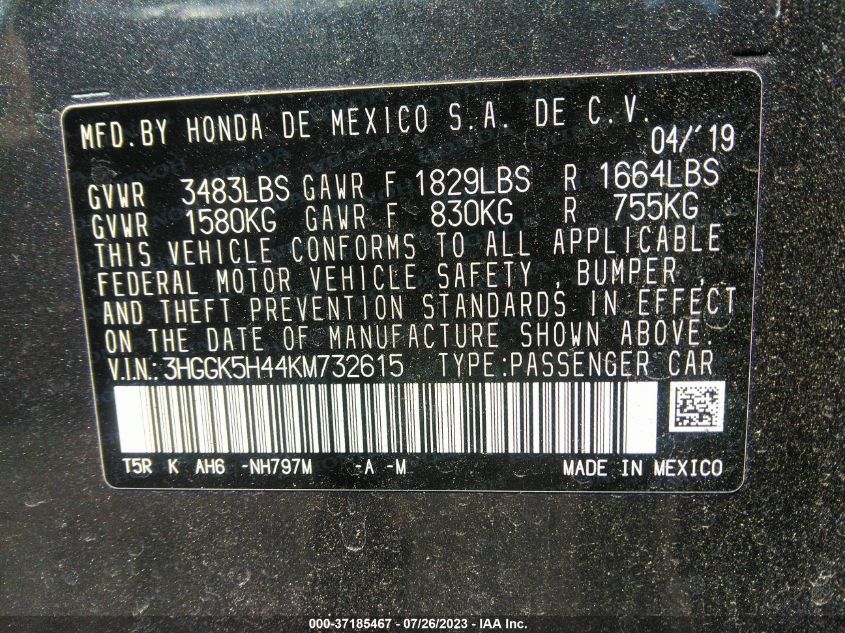 MFD.BY HONDA DE MEXICO S.A. DE C.V.
04/'19
GVWR 3483LBS GAWR F 1829LBS R 1664LBS
GVWR 1580KG GAWR F 830KG R 755KG
THIS VEHICLE CONFORMS TO ALL APPLICABLE
FEDERAL MOTOR VEHICLE SAFETY , BUMPER ,
AND THEFT PREVENTION STANDARDS IN EFFECT
ON THE DATE OF MANUFACTURE SHOWN ABOVE.
V.I.N.: 3HGGK5H44KM732615 TYPE:PASSENGER CAR
T5R K AH6 -NH797M -A -M MADE IN MEXICO
000-37185467 - 07/26/2023 - IAA Inc.